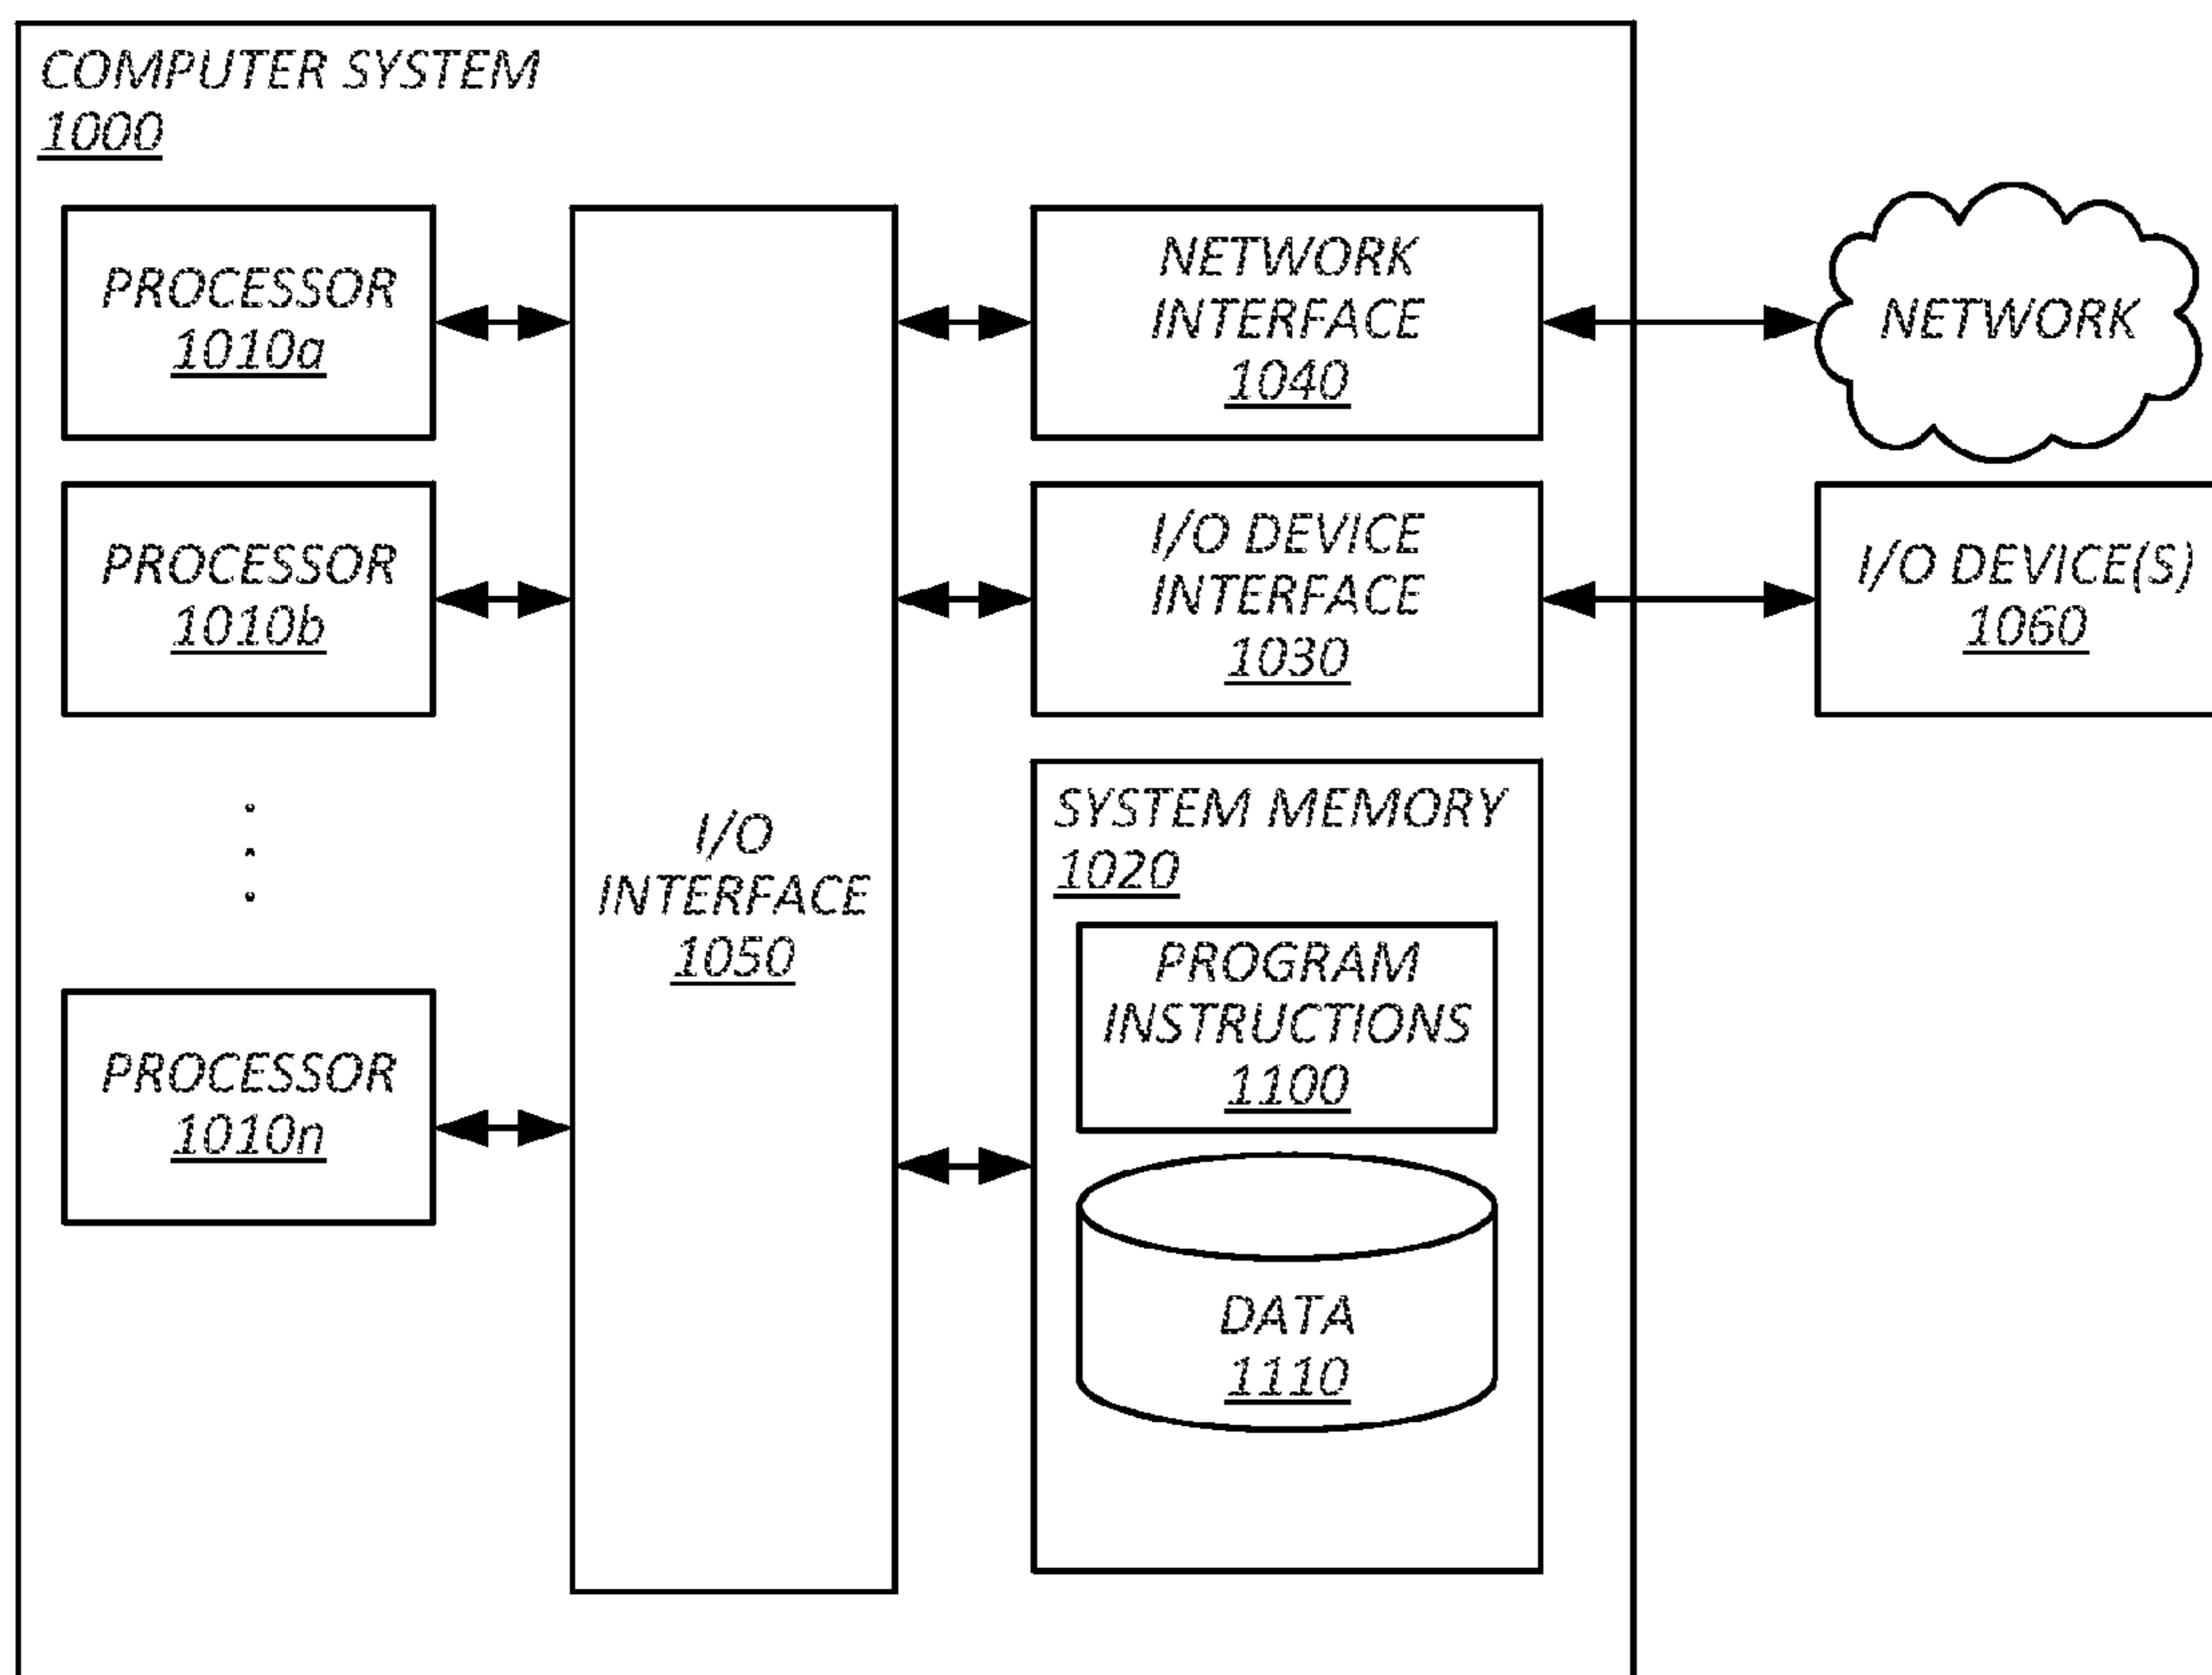 COMPUTER SYSTEM
1000
PROCESSOR
1010a
PROCESSOR
1010b
PROCESSOR
1010n
I/O
INTERFACE
1050
NETWORK
INTERFACE
1040
I/O DEVICE
INTERFACE
1030
SYSTEM MEMORY
1020
PROGRAM
INSTRUCTIONS
1100
DATA
1110
NETWORK
I/O DEVICE(S)
1060